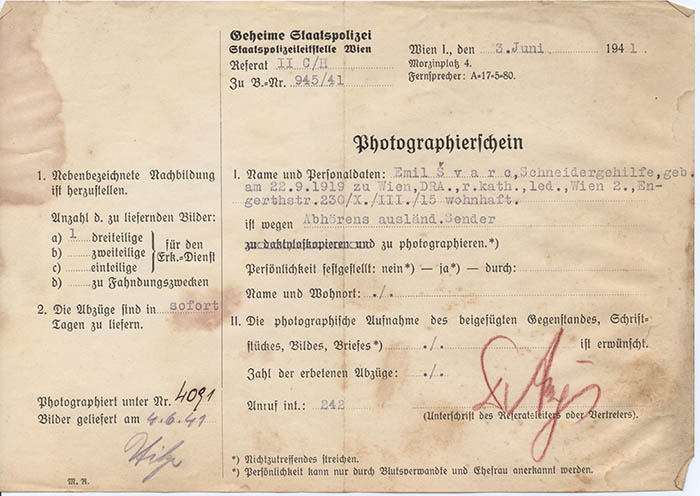 Geheime Staatspolizei
Staatspolizeileitstelle Wien
Referat II C/H
Zu B.-Nr. 945/41
Wien I., den 3. Juni 1941.
Morzinplatz 4.
Fernsprecher: A=17=5=80.
Photographierschein
1. Nebenbezeichnete Nachbildung
ist herzustellen.
Anzahl d. zu liefernden Bilder:
a) 1 dreiteilige
b) zweiteilige
c) einteilige
für den
Erk.=Dienst
d) zu Fahndungszwecken
2. Die Abzüge sind in sofort
Tagen zu liefern.
Photographiert unter Nr. 4091
Bilder geliefert am 4.6.41
M. R.
I. Name und Personaldaten: Emil Švarc, Schneidergehilfe, geb.
am 22.9.1919 zu Wien, DRA., r.kath., led., Wien 2., En-
gerthstr. 230/X./III./15 wohnhaft.
ist wegen Abhörens ausländ. Sender
zu daktyloskopieren und zu photographieren.*)
Persönlichkeit festgestellt: nein*) — ja*) — durch:
Name und Wohnort: ./.
II. Die photographische Aufnahme des beigefügten Gegenstandes, Schrift=
stückes, Bildes, Briefes*) ./. ist erwünscht.
Zahl der erbetenen Abzüge: ./.
Anruf int.: 242
(Unterschrift des Referatsleiters oder Vertreters).
*) Nichtzutreffendes streichen.
*) Persönlichkeit kann nur durch Blutsverwandte und Ehefrau anerkannt werden.